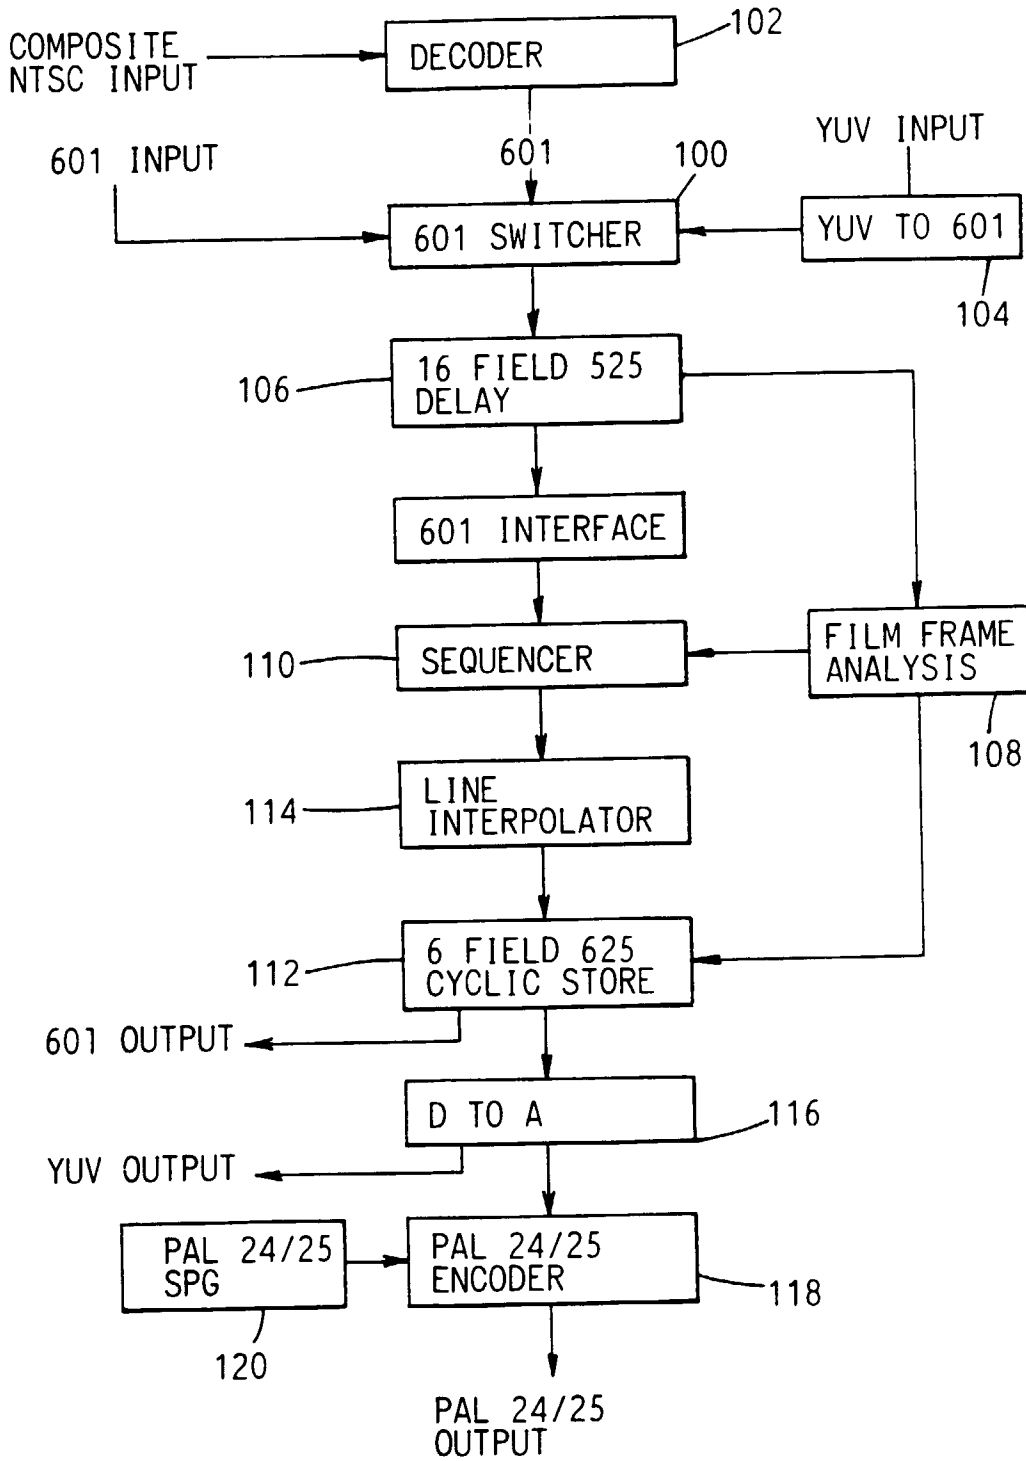 102
COMPOSITE
NTSC INPUT
DECODER
YUV INPUT
601 INPUT
601
100
601 SWITCHER
YUV TO 601
104
106
16 FIELD 525
DELAY
601 INTERFACE
110
SEQUENCER
FILM FRAME
ANALYSIS
108
114
LINE
INTERPOLATOR
112
6 FIELD 625
CYCLIC STORE
601 OUTPUT
D TO A
116
YUV OUTPUT
PAL 24/25
SPG
PAL 24/25
ENCODER
118
120
PAL 24/25
OUTPUT